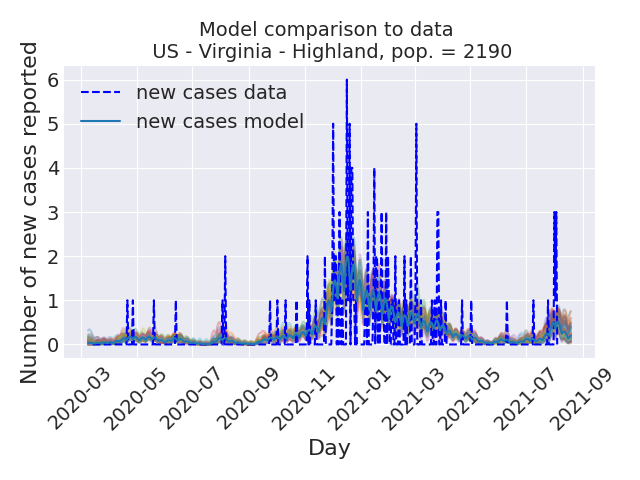 Model comparison to data
US - Virginia - Highland, pop. = 2190
Number of new cases reported
6
5
4
3
2
1
0
new cases data
new cases model
2020-03
2020-05
2020-07
2020-09
2020-11
2021-01
2021-03
2021-05
2021-07
2021-09
Day